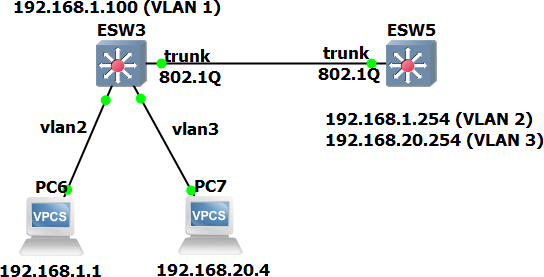 192.168.1.100 (VLAN 1)
ESW3
ESW5
trunk
802.1Q
trunk
802.1Q
vlan2
vlan3
192.168.1.254 (VLAN 2)
192.168.20.254 (VLAN 3)
PC6
PC7
VPCS
VPCS
192.168.1.1
192.168.20.4